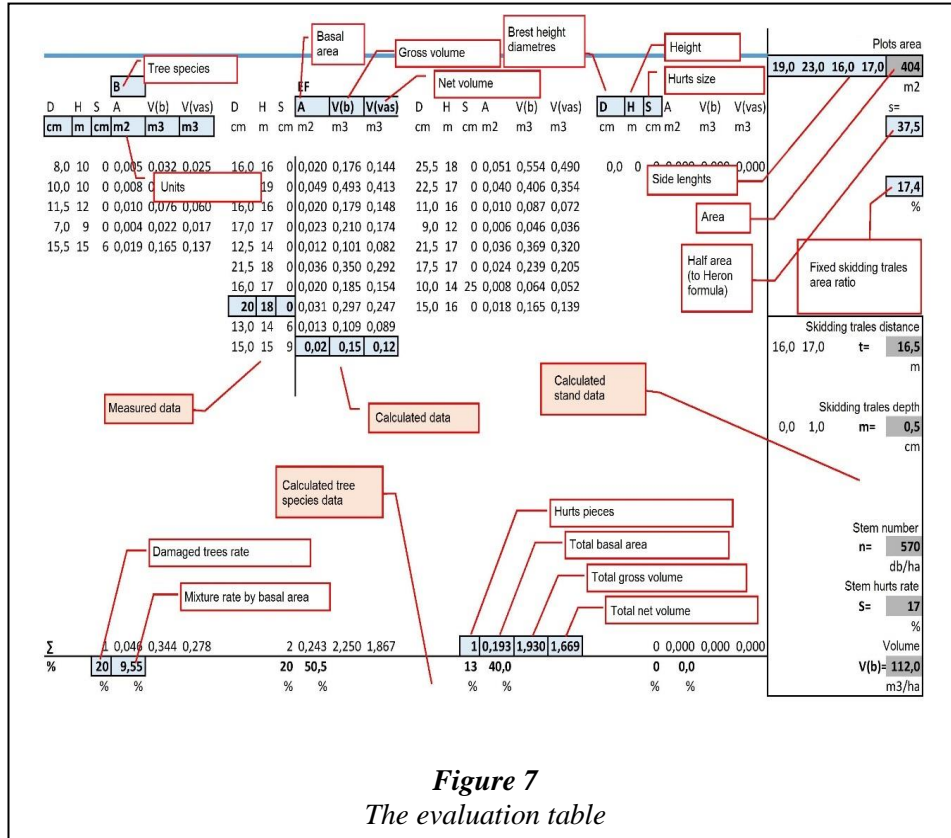 Plots area
Tree species
Basal area
Gross volume
Brest height diametres
Height
Hurts size
Net volume
19,0 23,0 16,0 17,0 404
m2
B
EF
D H S A V(b) V(vas) D H S A V(b) V(vas) D H S A V(b) V(vas) D H S A V(b) V(vas)
s=
cm m cm m2 m3 m3 cm m cm m2 m3 m3 cm m cm m2 m3 m3 cm m cm m2 m3 m3
37,5
8,0 10 0 0,005 0,032 0,025 16,0 16 0 0,020 0,176 0,144 25,5 18 0 0,051 0,554 0,490 0,0 0 0 0,000 0,000 0,000
Side lenghts
10,0 10 0 0,008 19 0 0,049 0,493 0,413 22,5 17 0 0,040 0,406 0,354
Units
17,4
%
11,5 12 0 0,010 0,076 0,060 16,0 16 0 0,020 0,179 0,148 11,0 16 0 0,010 0,087 0,072
Area
7,0 9 0 0,004 0,022 0,017 17,0 17 0 0,023 0,210 0,174 9,0 12 0 0,006 0,046 0,036
15,5 15 6 0,019 0,165 0,137 12,5 14 0 0,012 0,101 0,082 21,5 17 0 0,036 0,369 0,320
21,5 18 0 0,036 0,350 0,292 17,5 17 0 0,024 0,239 0,205
Half area (to Heron formula)
Fixed skidding trales area ratio
16,0 17 0 0,020 0,185 0,154 10,0 14 25 0,008 0,064 0,052
20 18 0 0,031 0,297 0,247 15,0 16 0 0,018 0,165 0,139
13,0 14 6 0,013 0,109 0,089
15,0 15 9 0,02 0,15 0,12
Skidding trales distance
16,0 17,0 t= 16,5
m
Measured data
Calculated data
Calculated stand data
Skidding trales depth
0,0 1,0 m= 0,5
cm
Calculated tree species data
Hurts pieces
Damaged trees rate
Total basal area
Stem number
n= 570
db/ha
Mixture rate by basal area
Total gross volume
Total net volume
Stem hurts rate
S= 17
%
Σ 1 0,046 0,344 0,278 2 0,243 2,250 1,867 1 0,193 1,930 1,669 0 0,000 0,000 0,000
Volume
% 20 9,55 20 50,5 13 40,0 0 0,0
V(b)= 112,0
% % % % % % % %
m3/ha
Figure 7
The evaluation table